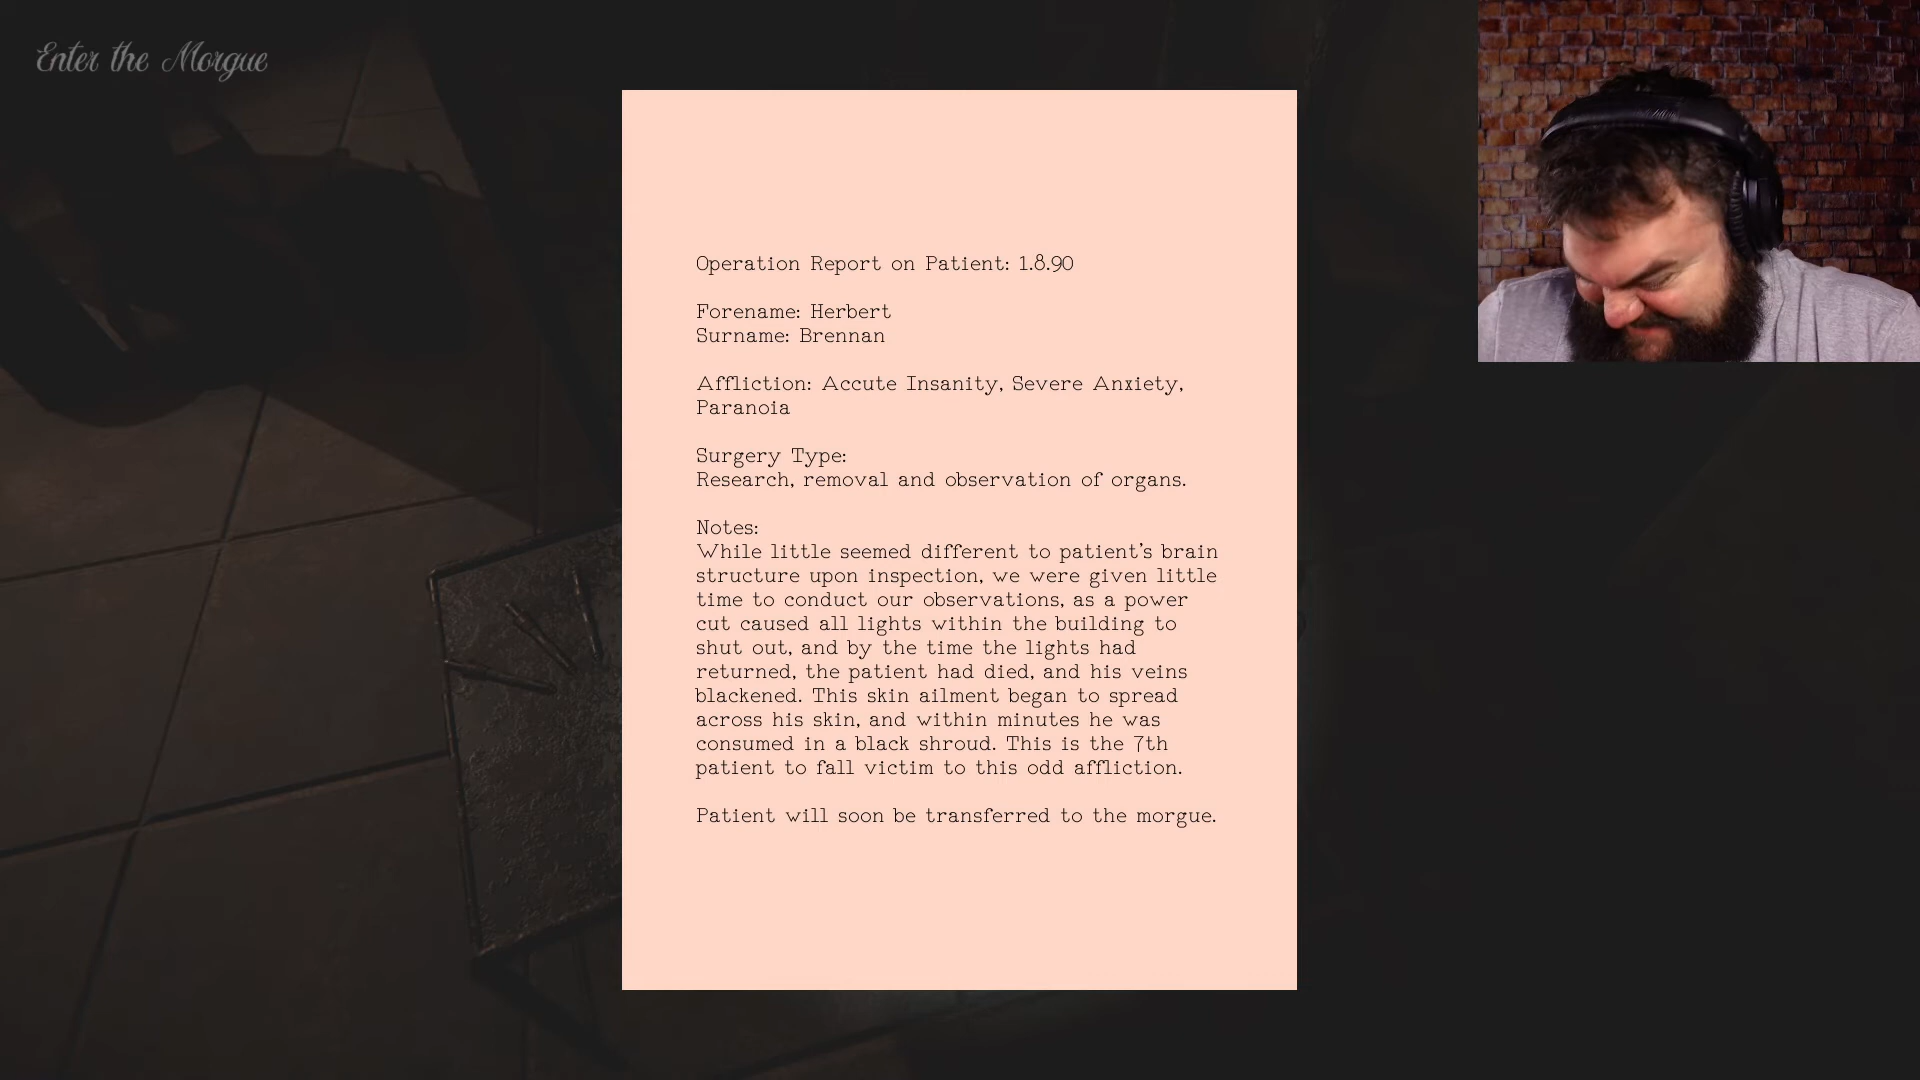 Enter the Morgue
Operation Report on Patient: 1.8.90
Forename: Herbert
Surname: Brennan
Affliction: Accute Insanity, Severe Anxiety,
Paranoia
Surgery Type:
Research, removal and observation of organs.
Notes:
While little seemed different to patient's brain
structure upon inspection, we were given little
time to conduct our observations, as a power
cut caused all lights within the building to
shut out, and by the time the lights had
returned, the patient had died, and his veins
blackened. This skin ailment began to spread
across his skin, and within minutes he was
consumed in a black shroud. This is the 7th
patient to fall victim to this odd affliction.
Patient will soon be transferred to the morgue.